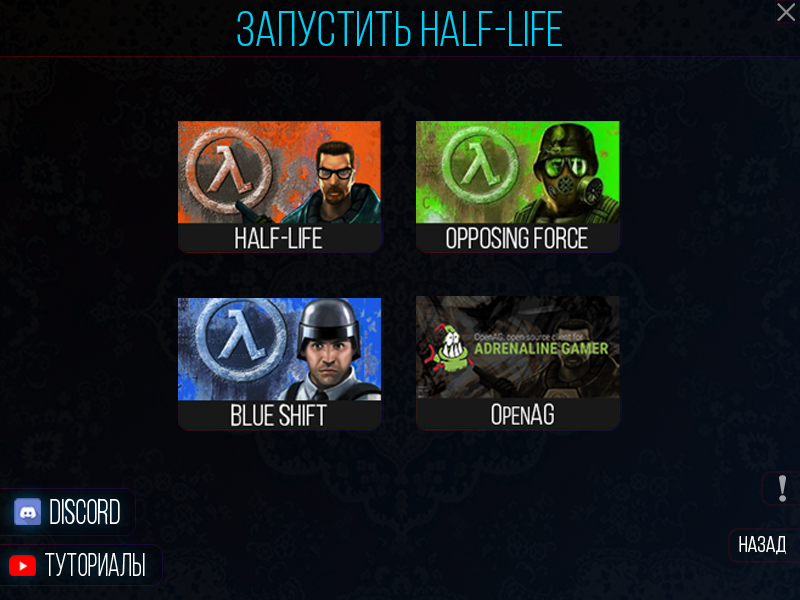 ЗАПУСТИТЬ HALF-LIFE
HALF-LIFE
OPPOSING FORCE
OpenAG, open-source client for
ADRENALINE GAMER
BLUE SHIFT
OPENAG
!
DISCORD
НАЗАД
ТУТОРИАЛЫ